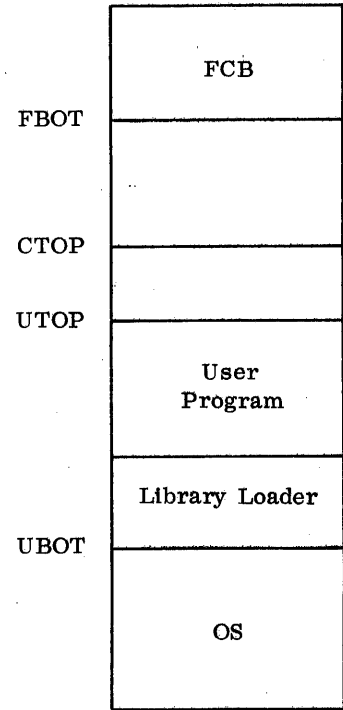 FCB
FBOT
CTOP
UTOP
User
Program
Library Loader
UBOT
OS